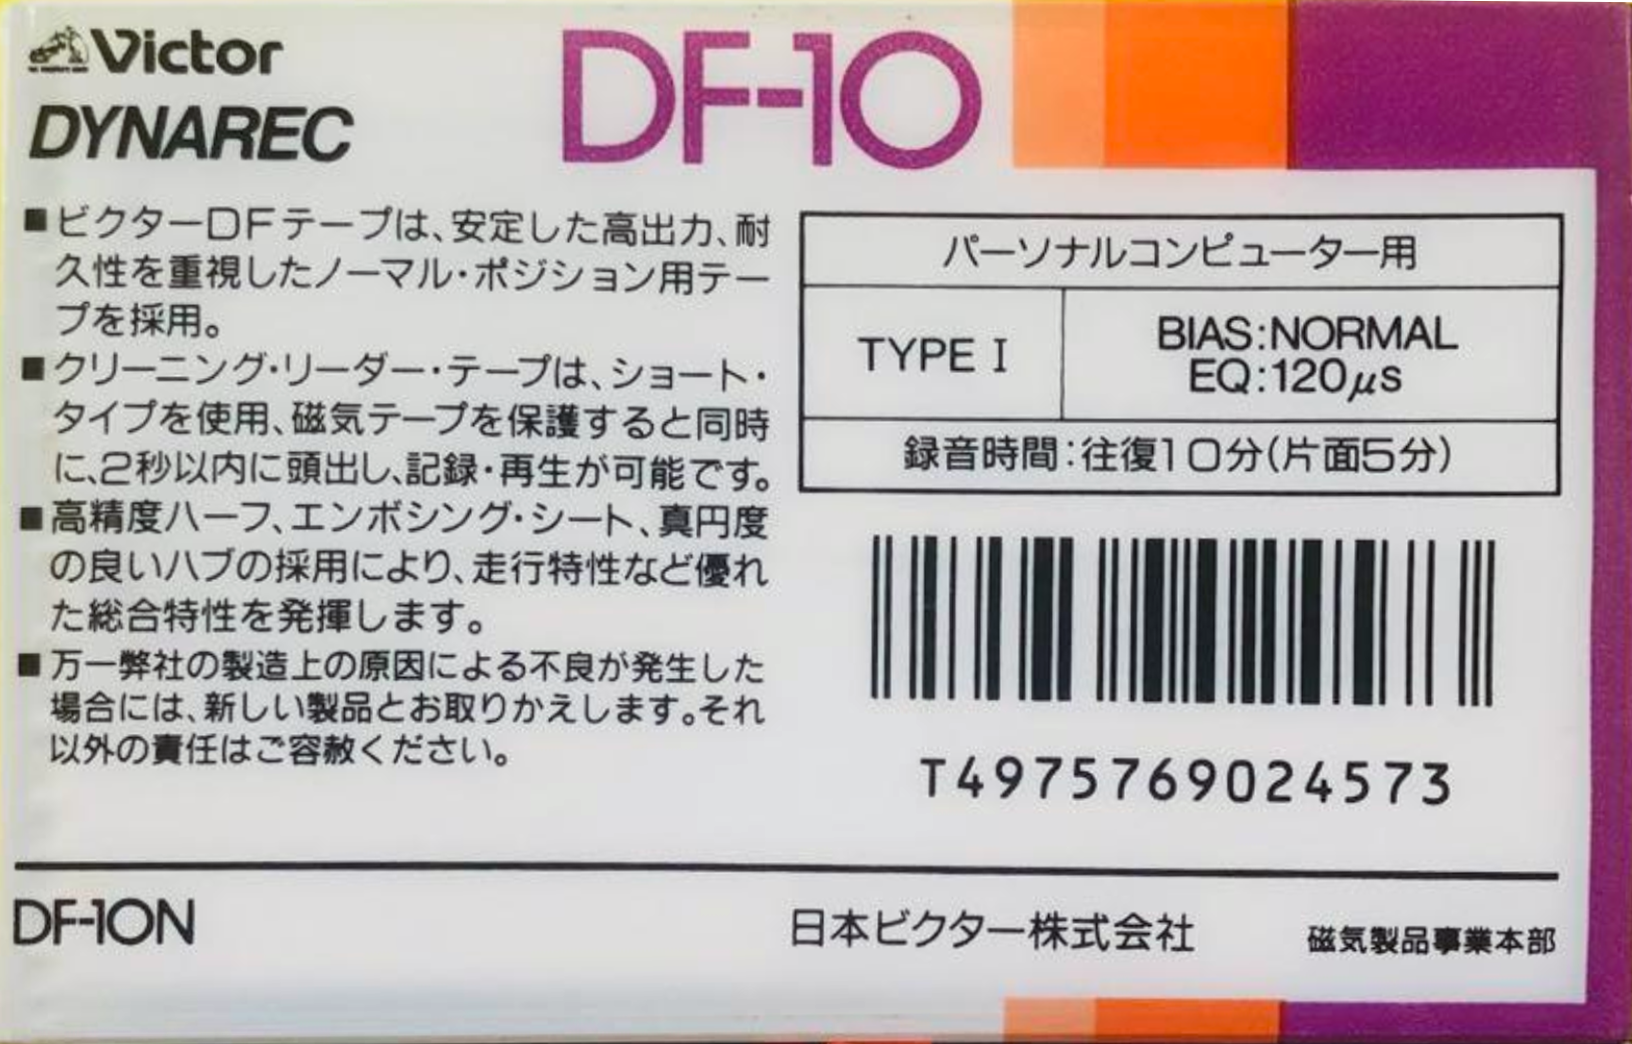 Victor
DYNAREC
DF-10
■ビクターDFテープは、安定した高出力、耐
久性を重視したノーマル・ポジション用テー
プを採用。
■クリーニング・リーダー・テープは、ショート・
タイプを使用、磁気テープを保護すると同時
に、2秒以内に頭出し、記録・再生が可能です。
■高精度ハーフ、エンボシング・シート、真円度
の良いハブの採用により、走行特性など優れ
た総合特性を発揮します。
■万一弊社の製造上の原因による不良が発生した
場合には、新しい製品とお取りかえします。それ
以外の責任はご容赦ください。
パーソナルコンピューター用
TYPE I
BIAS:NORMAL
EQ:120μs
録音時間:往復10分(片面5分)
T4975769024573
DF-10N
日本ビクター株式会社
磁気製品事業本部